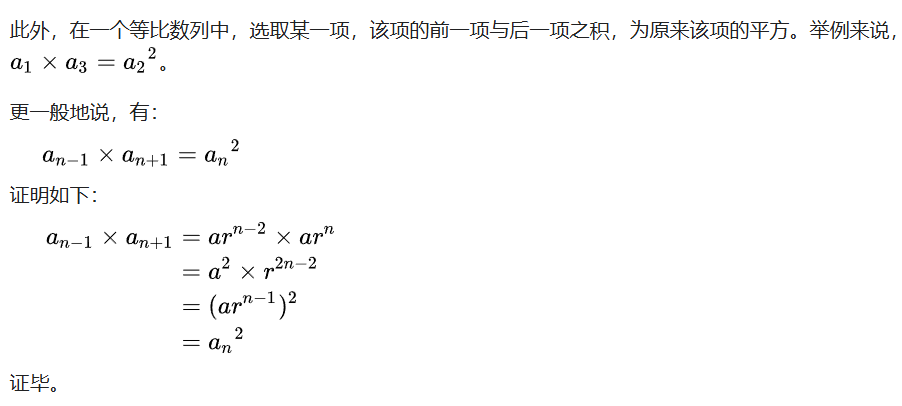 此外，在一个等比数列中，选取某一项，该项的前一项与后一项之积，为原来该项的平方。举例来说，
$a_1 \times a_3 = {a_2}^2$。
更一般地说，有：
$a_{n-1} \times a_{n+1} = {a_n}^2$
证明如下：
$a_{n-1} \times a_{n+1} = ar^{n-2} \times ar^n$
$= a^2 \times r^{2n-2}$
$= (ar^{n-1})^2$
$= {a_n}^2$
证毕。